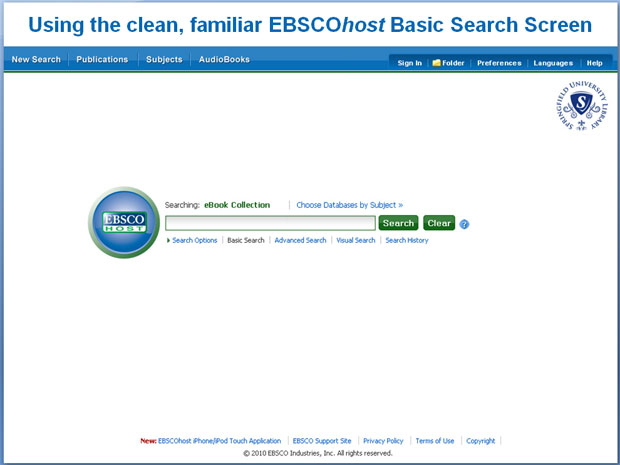 Using the clean, familiar EBSCOhost Basic Search Screen
New Search Publications Subjects AudioBooks Sign In Folder Preferences Languages Help
SPRINGFIELD UNIVERSITY LIBRARY
S
Searching: eBook Collection Choose Databases by Subject »
EBSCO
HOST
Search Clear ?
Search Options Basic Search Advanced Search Visual Search Search History
New: EBSCOhost iPhone/iPod Touch Application EBSCO Support Site Privacy Policy Terms of Use Copyright
© 2010 EBSCO Industries, Inc. All rights reserved.